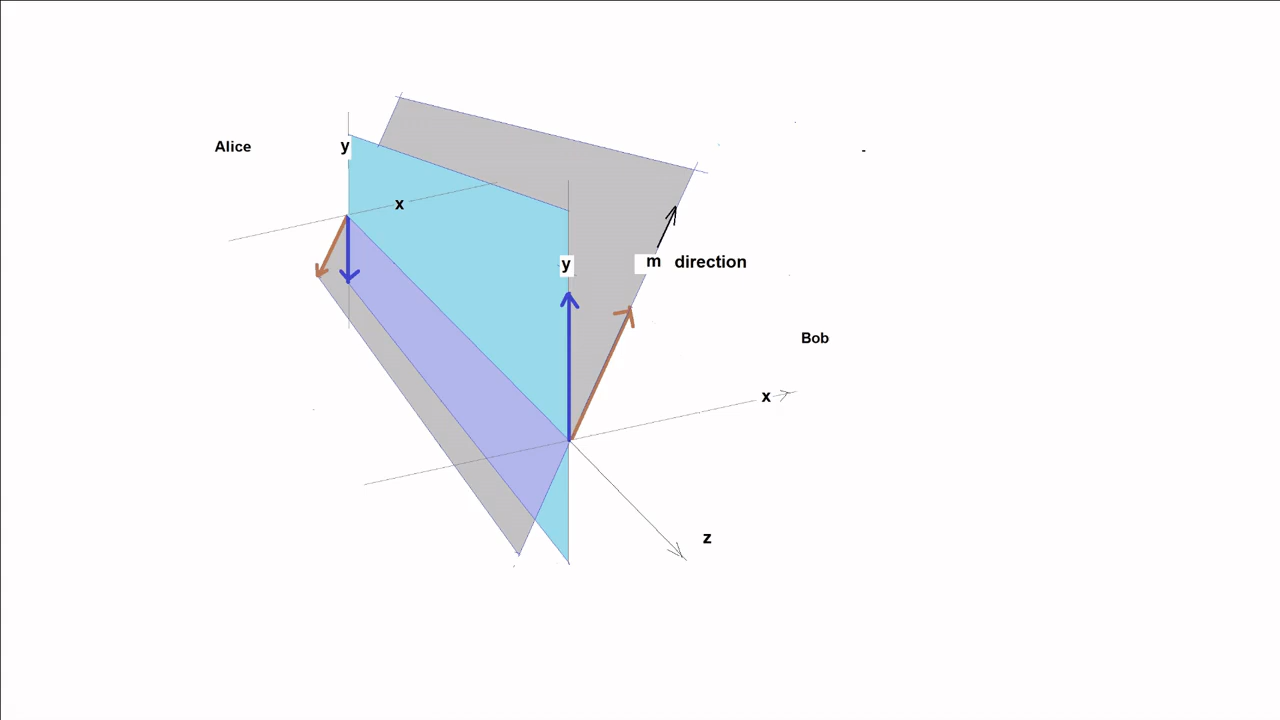 Alice
y
x
y
m direction
Bob
x
z